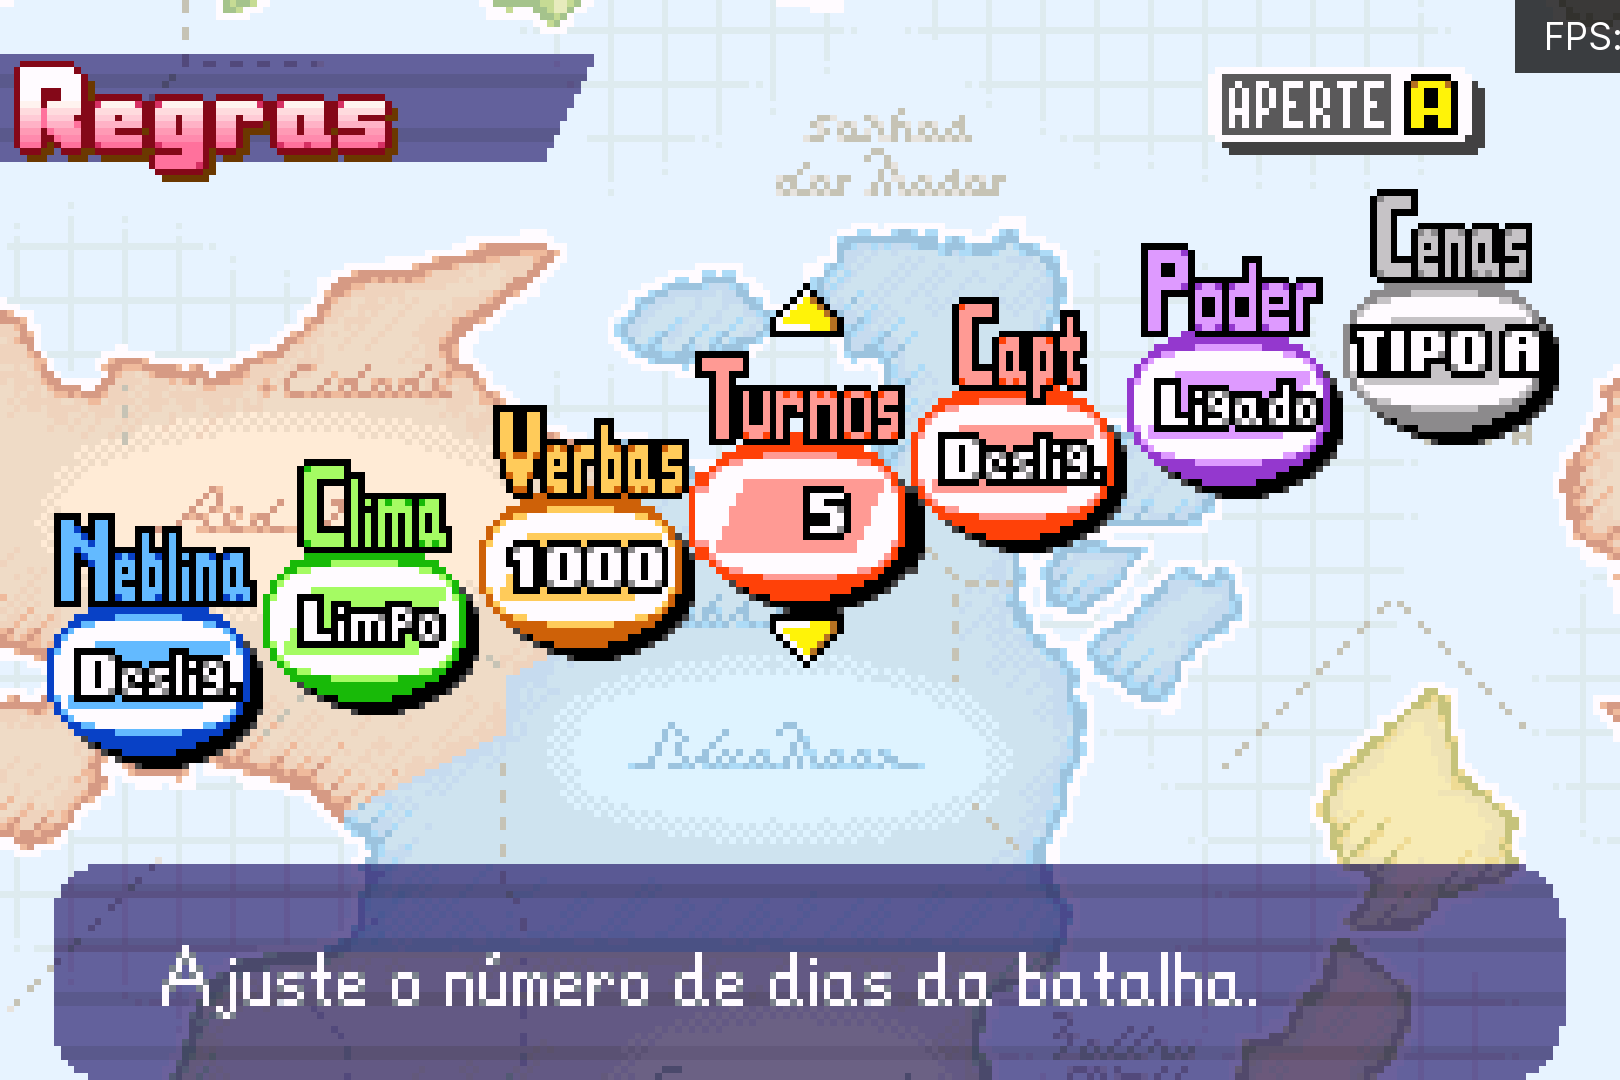 Regras
FPS:
APERTE A
Neblina
Deslig.
Clima
Limpo
Verbas
1000
Turnos
5
Capt
Deslig.
Poder
Ligado
Cenas
TIPO A
Ajuste o número de dias da batalha.